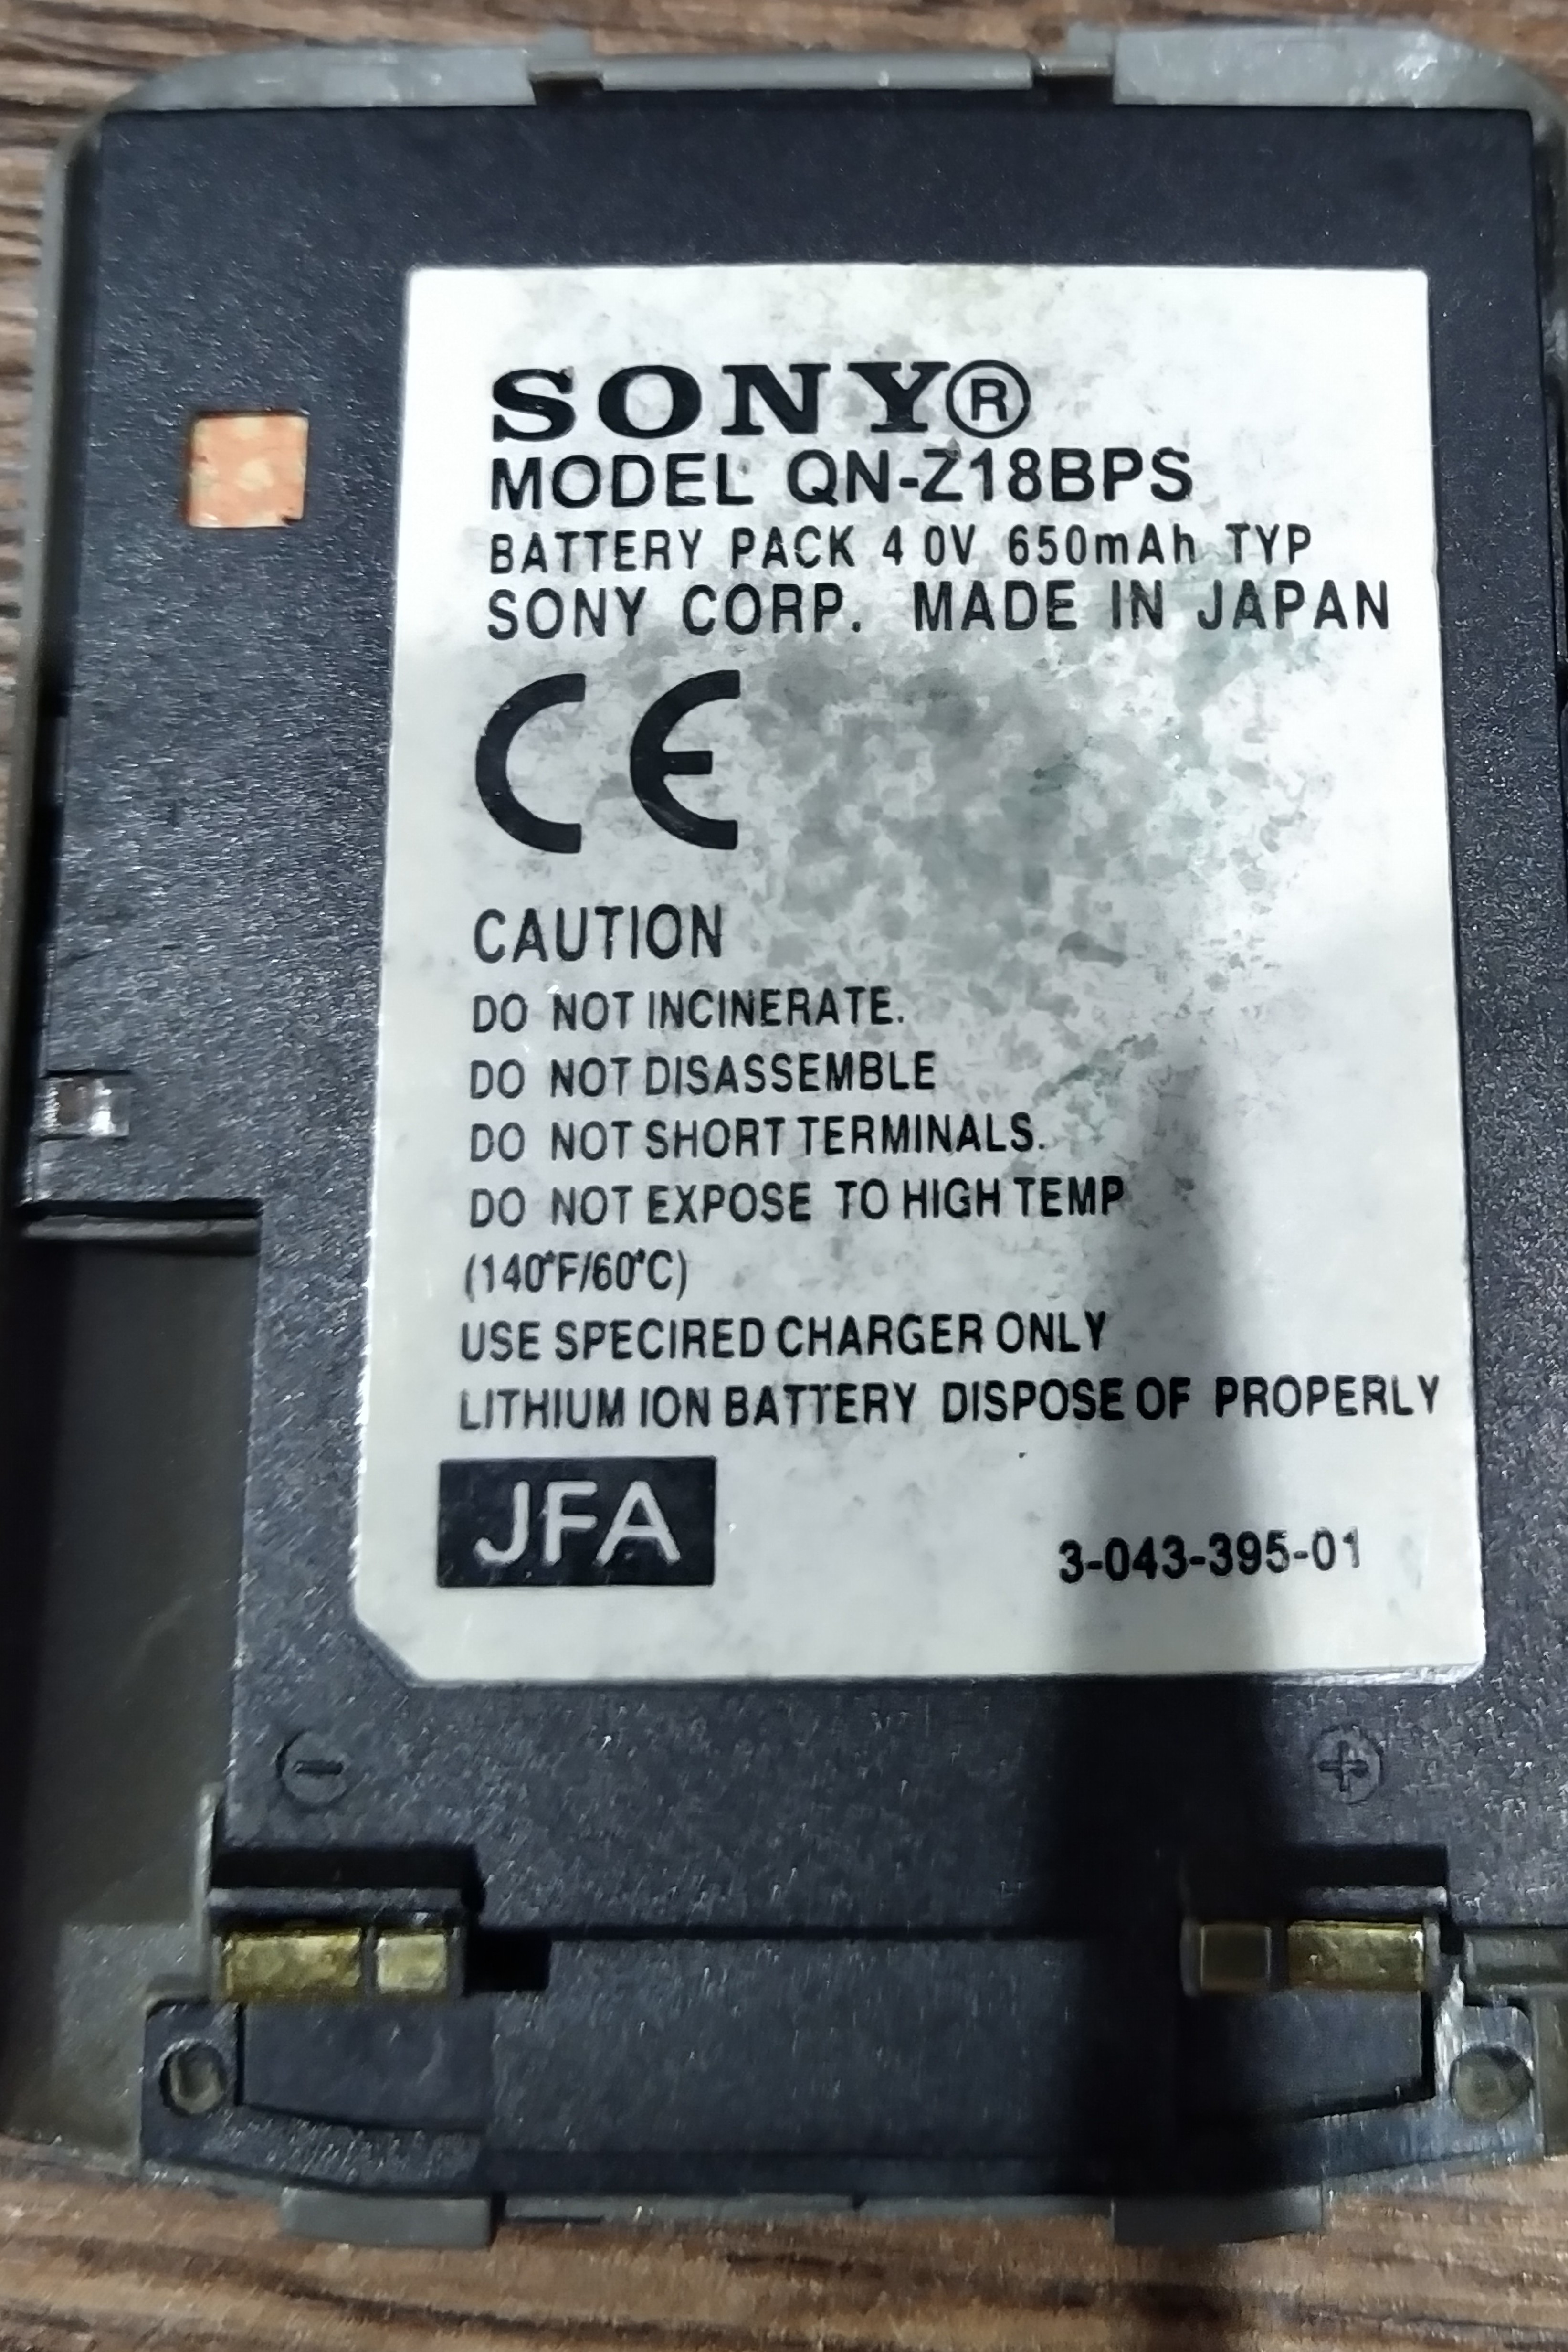 SONY®
MODEL QN-Z18BPS
BATTERY PACK 4 0V 650mAh TYP
SONY CORP. MADE IN JAPAN
CE
CAUTION
DO NOT INCINERATE.
DO NOT DISASSEMBLE
DO NOT SHORT TERMINALS.
DO NOT EXPOSE TO HIGH TEMP
(140°F/60°C)
USE SPECIRED CHARGER ONLY
LITHIUM ION BATTERY DISPOSE OF PROPERLY
JFA
3-043-395-01
- +